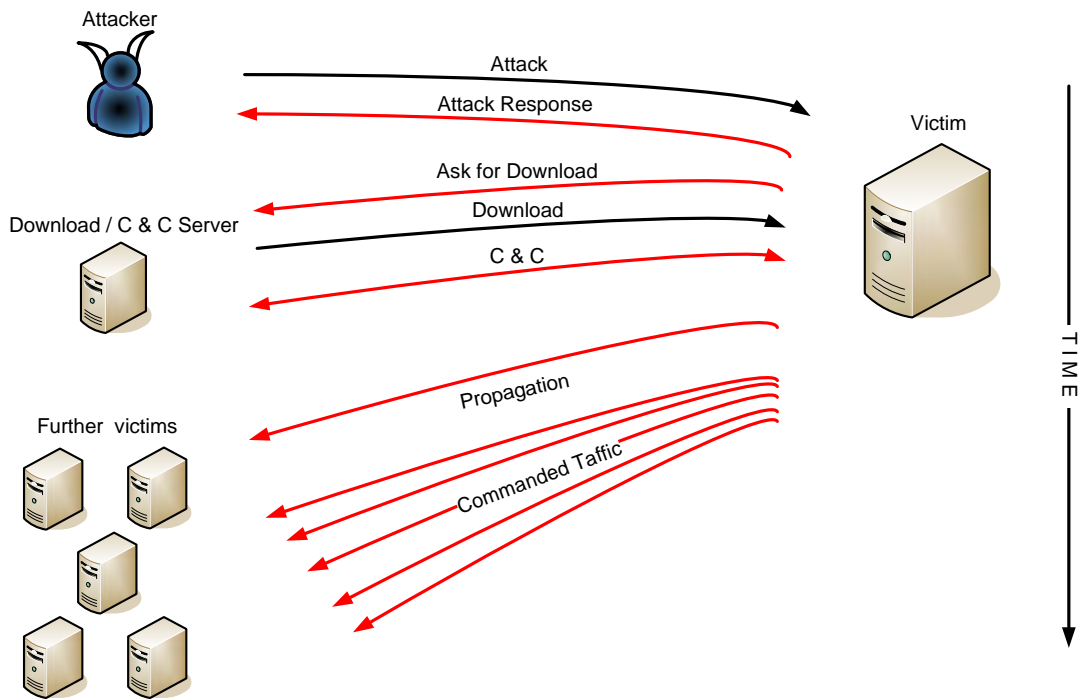 Attacker
Attack
Attack Response
Victim
Ask for Download
Download
Download / C & C Server
C & C
TIME
Propagation
Further victims
Commanded Taffic